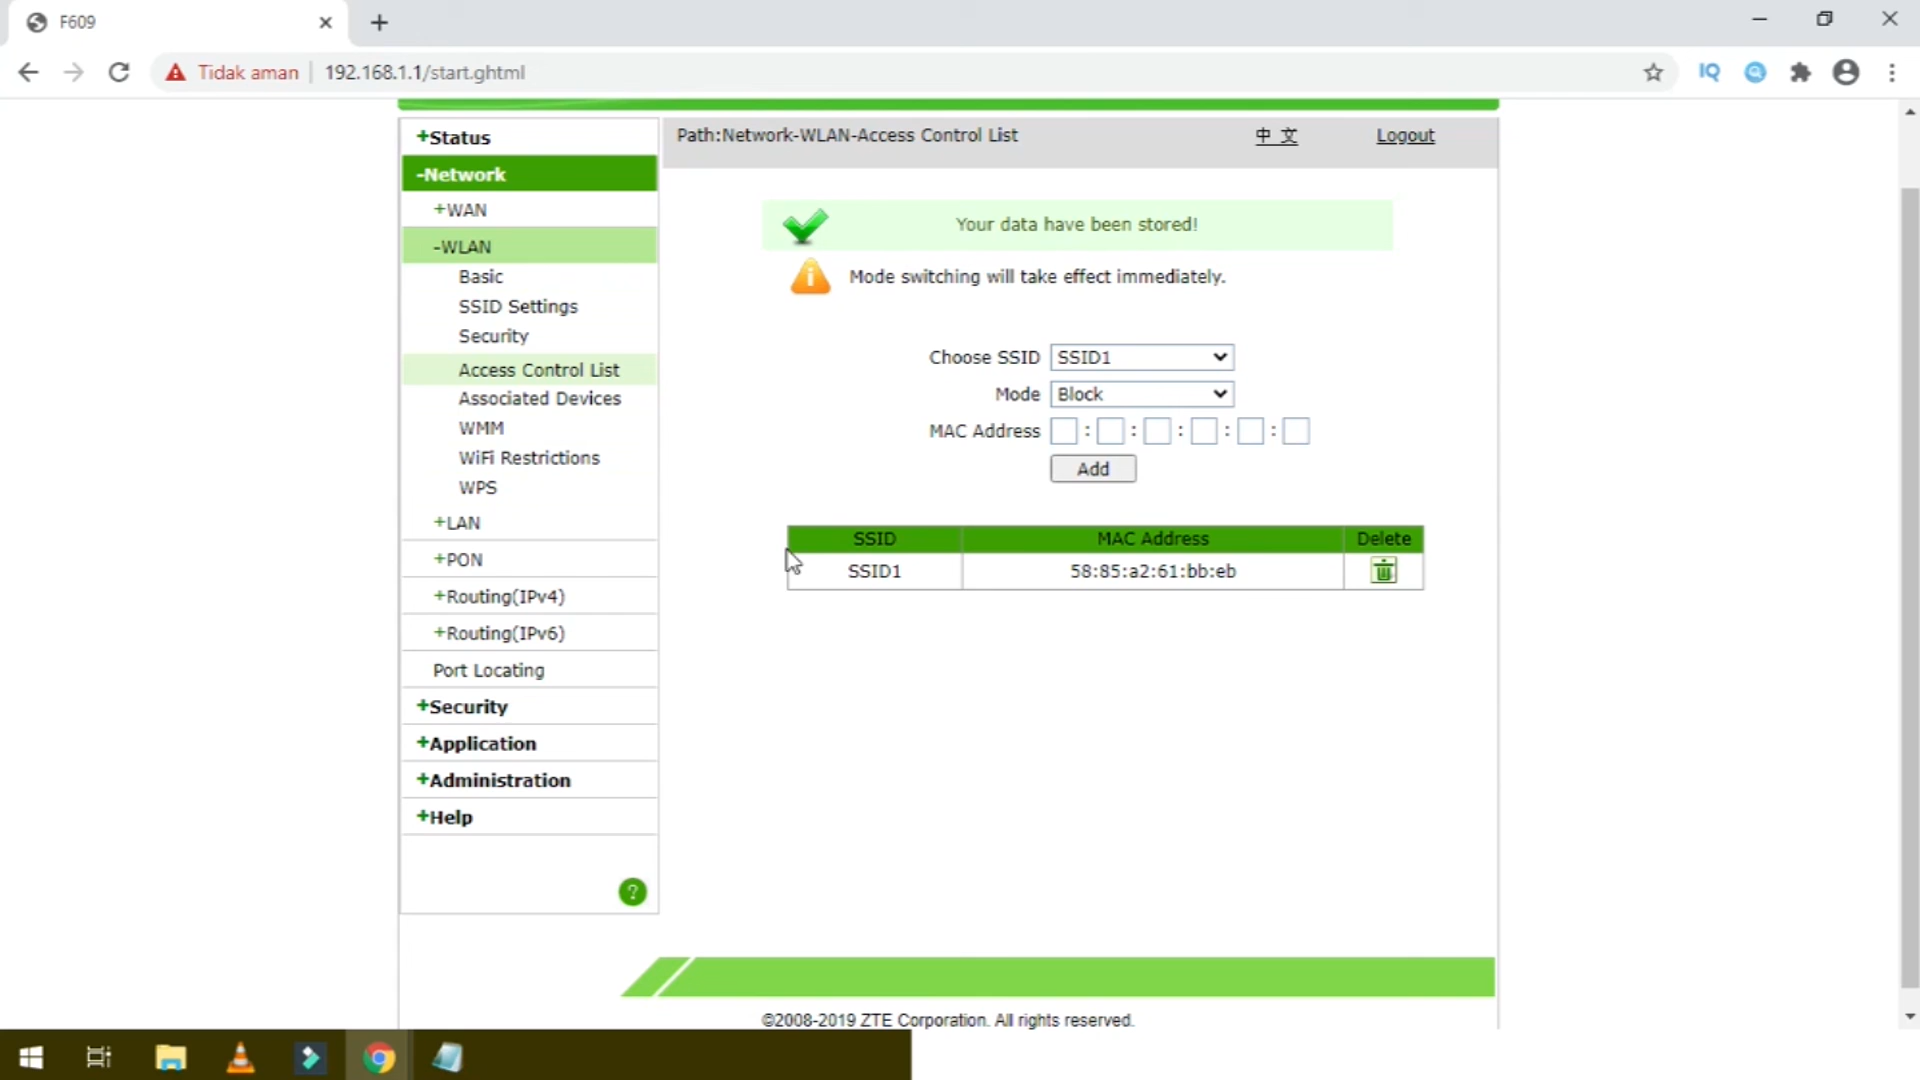 F609
Tidak aman
192.168.1.1/start.ghtml
IQ
+Status
-Network
+WAN
-WLAN
Basic
SSID Settings
Security
Access Control List
Associated Devices
WMM
WiFi Restrictions
WPS
+LAN
+PON
+Routing(IPv4)
+Routing(IPv6)
Port Locating
+Security
+Application
+Administration
+Help
?
Path:Network-WLAN-Access Control List
中 文
Logout
Your data have been stored!
Mode switching will take effect immediately.
Choose SSID SSID1
Mode Block
MAC Address : : : : :
Add
SSID MAC Address Delete
SSID1 58:85:a2:61:bb:eb
©2008-2019 ZTE Corporation. All rights reserved.